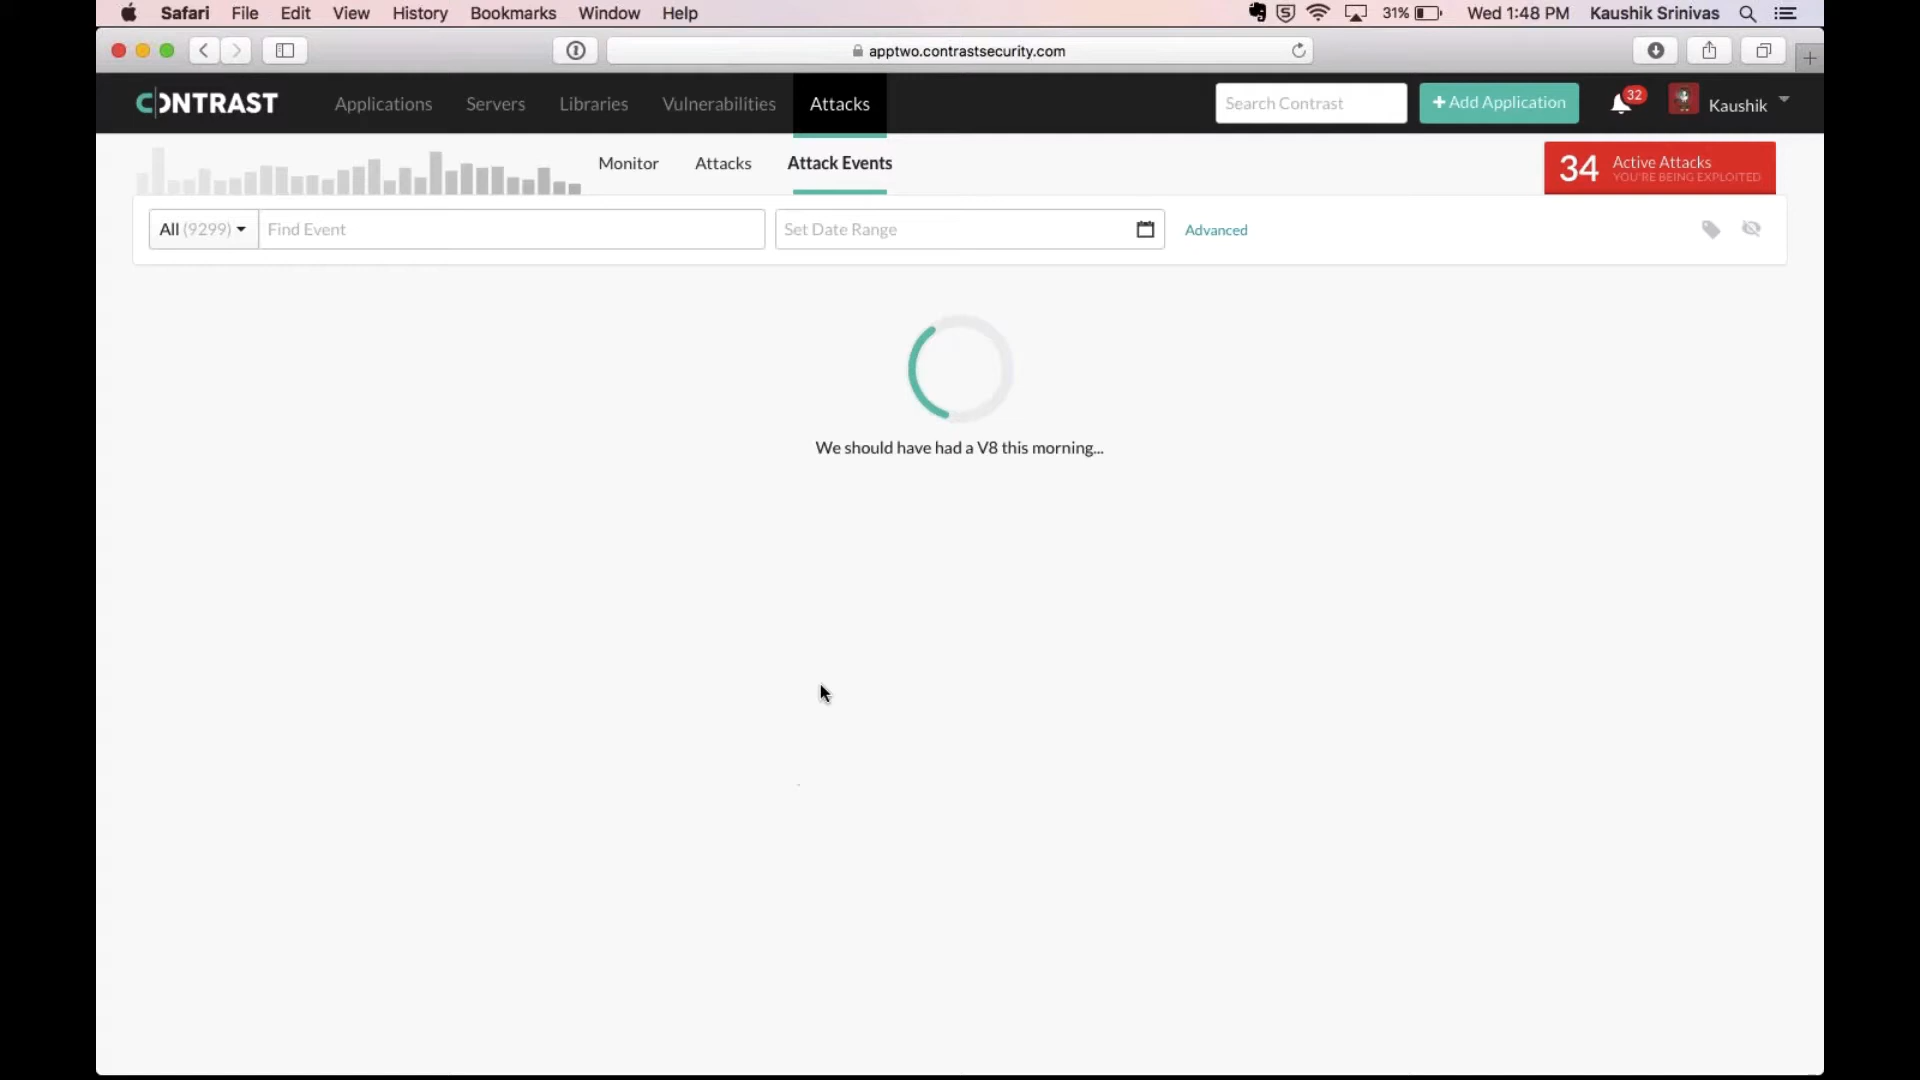 Safari File Edit View History Bookmarks Window Help 31% Wed 1:48 PM Kaushik Srinivas
apptwo.contrastsecurity.com
CONTRAST Applications Servers Libraries Vulnerabilities Attacks Search Contrast + Add Application 32 Kaushik
Monitor Attacks Attack Events 34 Active Attacks
YOU'RE BEING EXPLOITED
All (9299) Find Event Set Date Range Advanced
We should have had a V8 this morning...